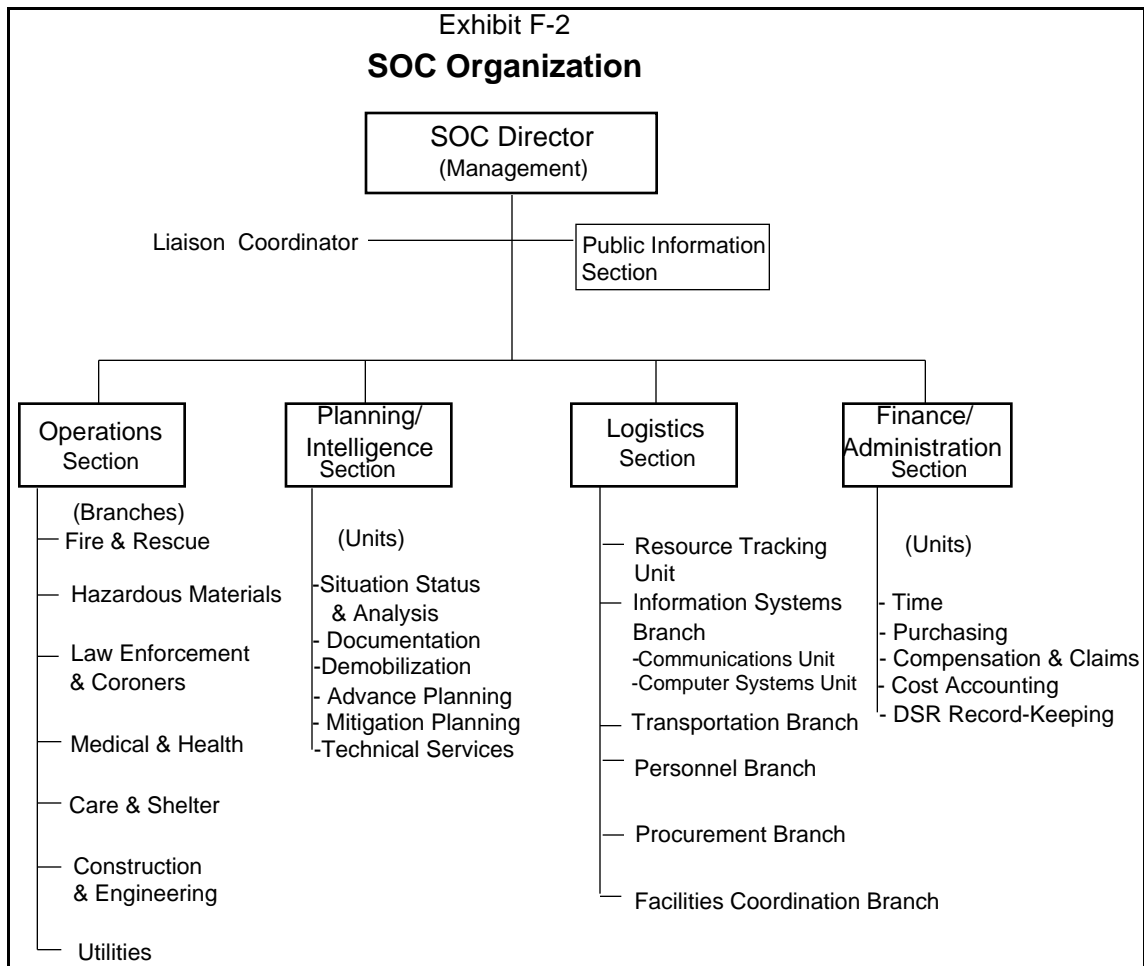 Exhibit F-2
SOC Organization
SOC Director
(Management)
Liaison Coordinator
Public Information
Section
Operations
Section
(Branches)
Fire & Rescue
Hazardous Materials
Law Enforcement
& Coroners
Medical & Health
Care & Shelter
Construction
& Engineering
Utilities
Planning/
Intelligence
Section
(Units)
-Situation Status
& Analysis
- Documentation
-Demobilization
- Advance Planning
- Mitigation Planning
-Technical Services
Logistics
Section
Resource Tracking
Unit
Information Systems
Branch
-Communications Unit
-Computer Systems Unit
Transportation Branch
Personnel Branch
Procurement Branch
Facilities Coordination Branch
Finance/
Administration
Section
(Units)
- Time
- Purchasing
- Compensation & Claims
- Cost Accounting
- DSR Record-Keeping